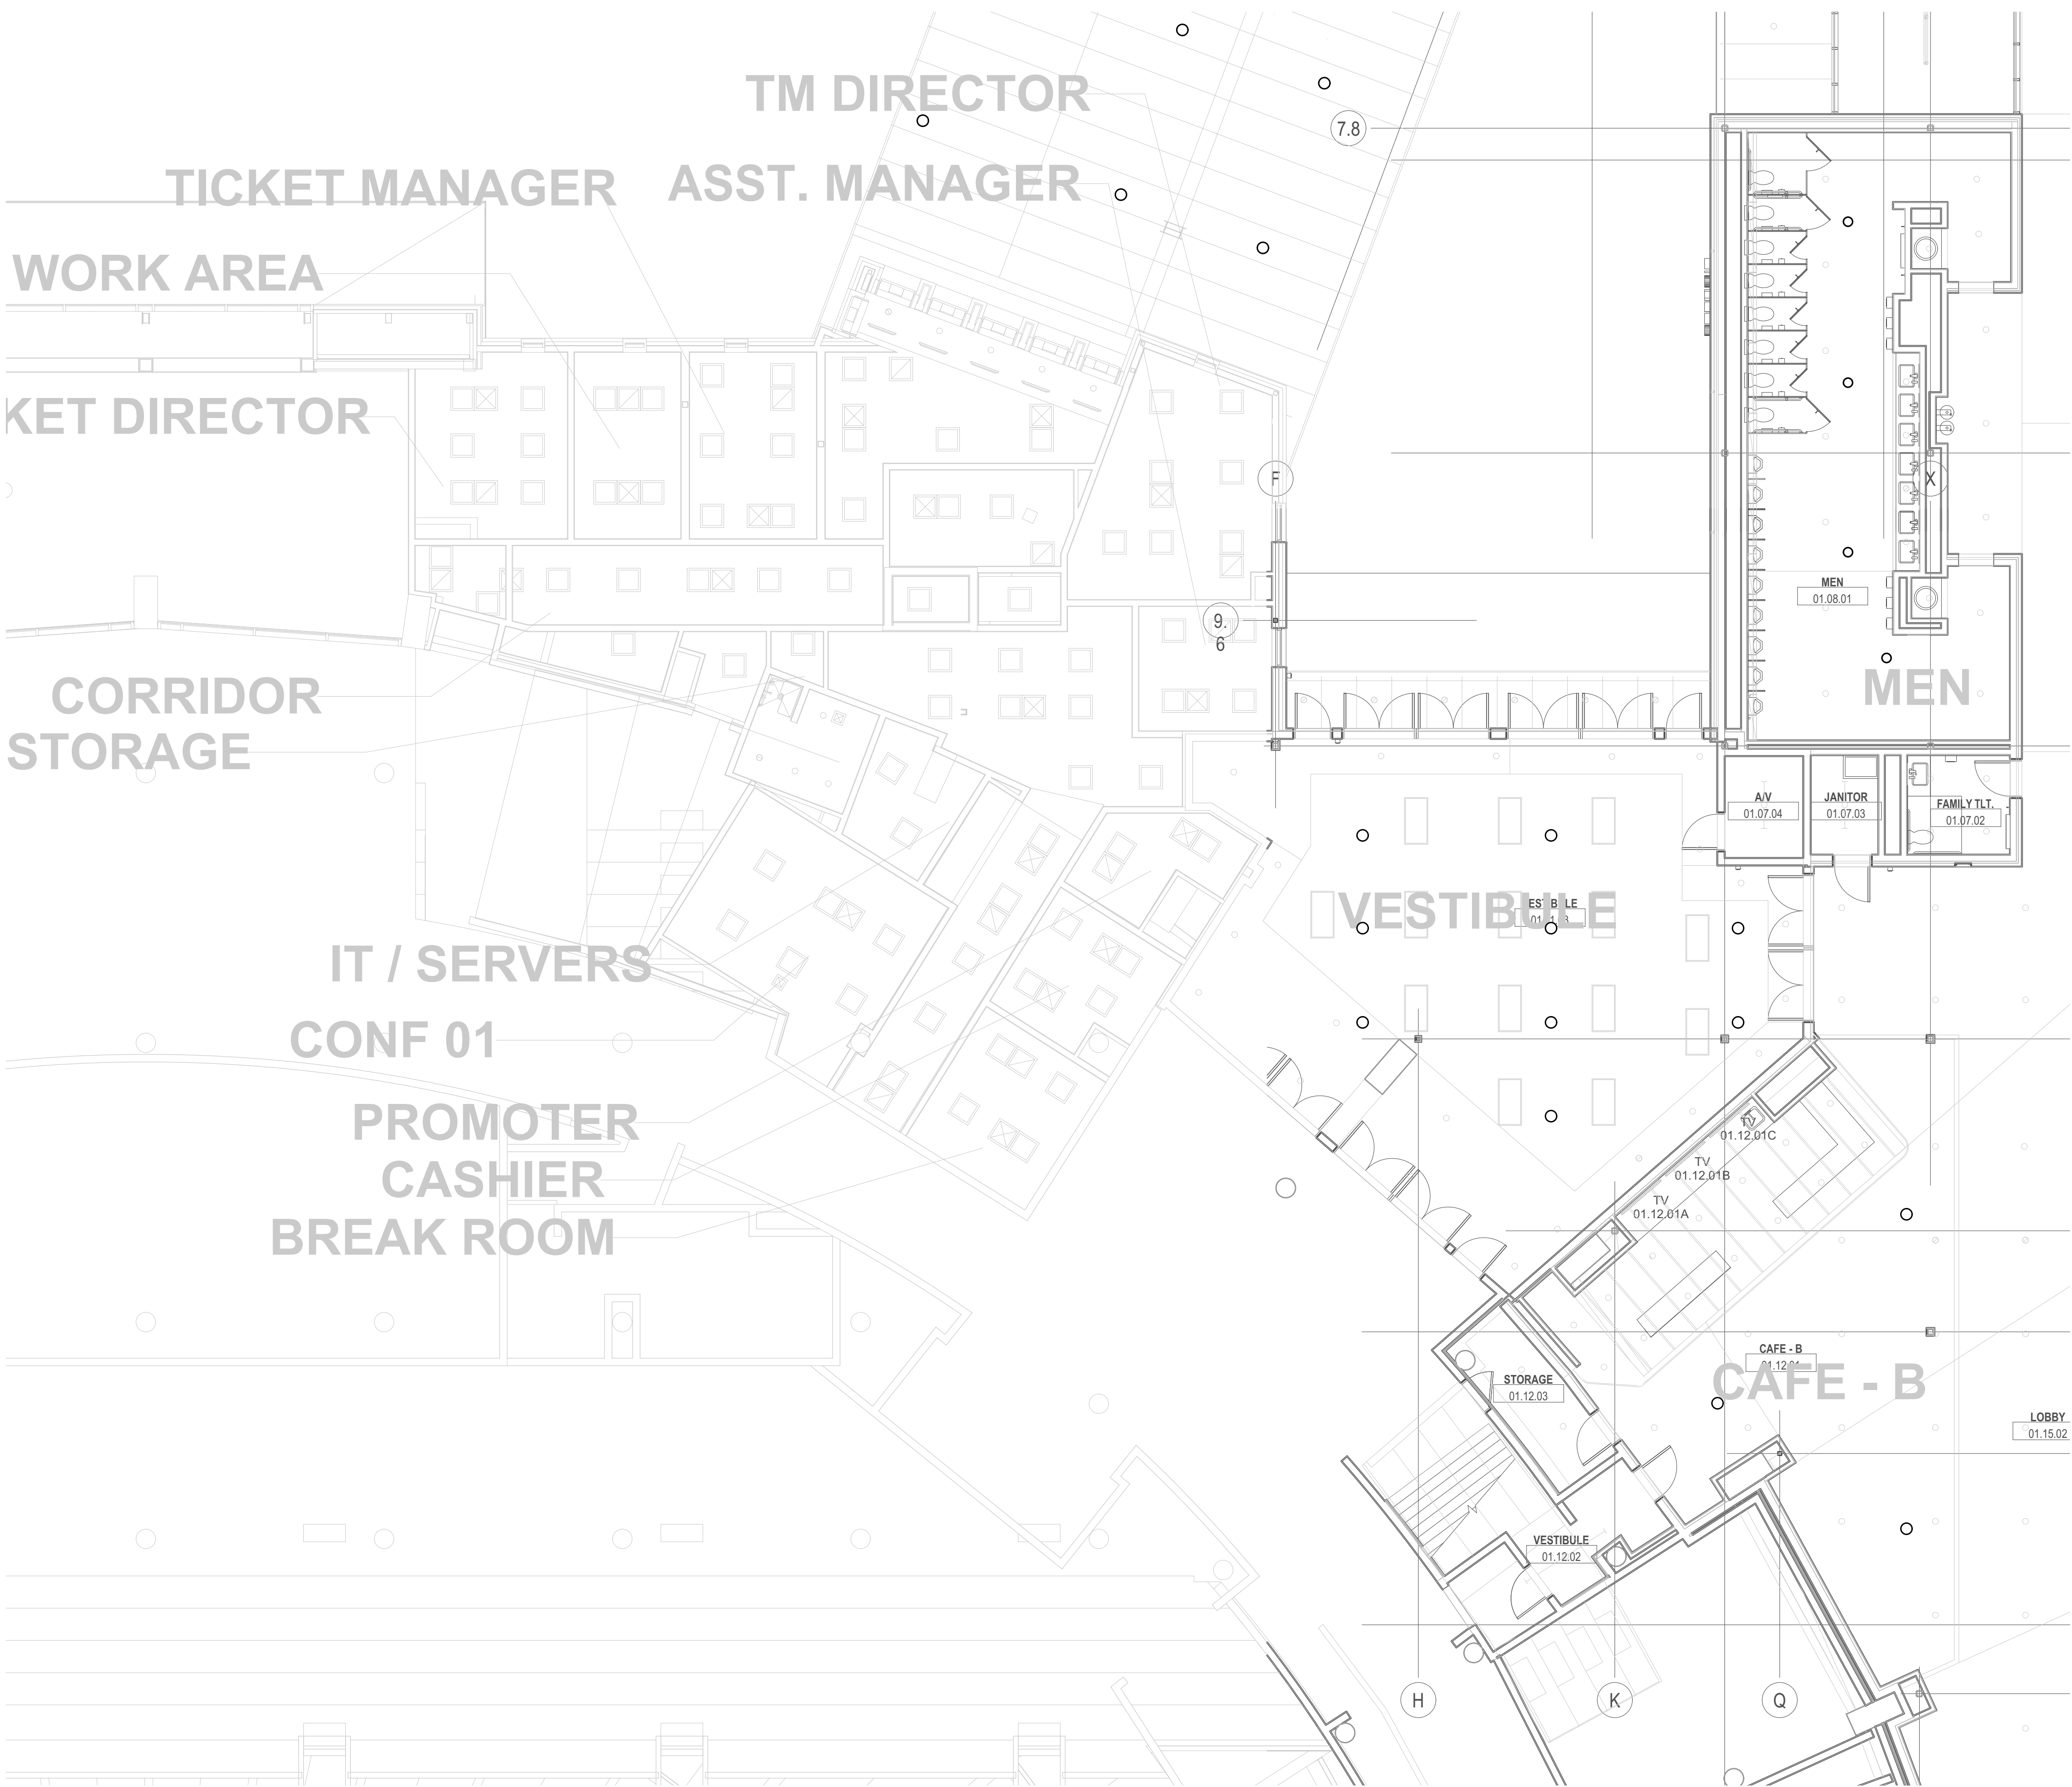 TM DIRECTOR
7.8
TICKET MANAGER
ASST. MANAGER
WORK AREA
KET DIRECTOR
F
X
MEN
01.08.01
9.
6
CORRIDOR
MEN
STORAGE
A/V
01.07.04
JANITOR
01.07.03
FAMILY TLT.
01.07.02
VESTIBULE
IT / SERVERS
CONF 01
PROMOTER
TV
01.12.01C
TV
01.12.01B
CASHIER
TV
01.12.01A
BREAK ROOM
CAFE - B
01.12.01
STORAGE
01.12.03
CAFE - B
LOBBY
01.15.02
VESTIBULE
01.12.02
H
K
Q